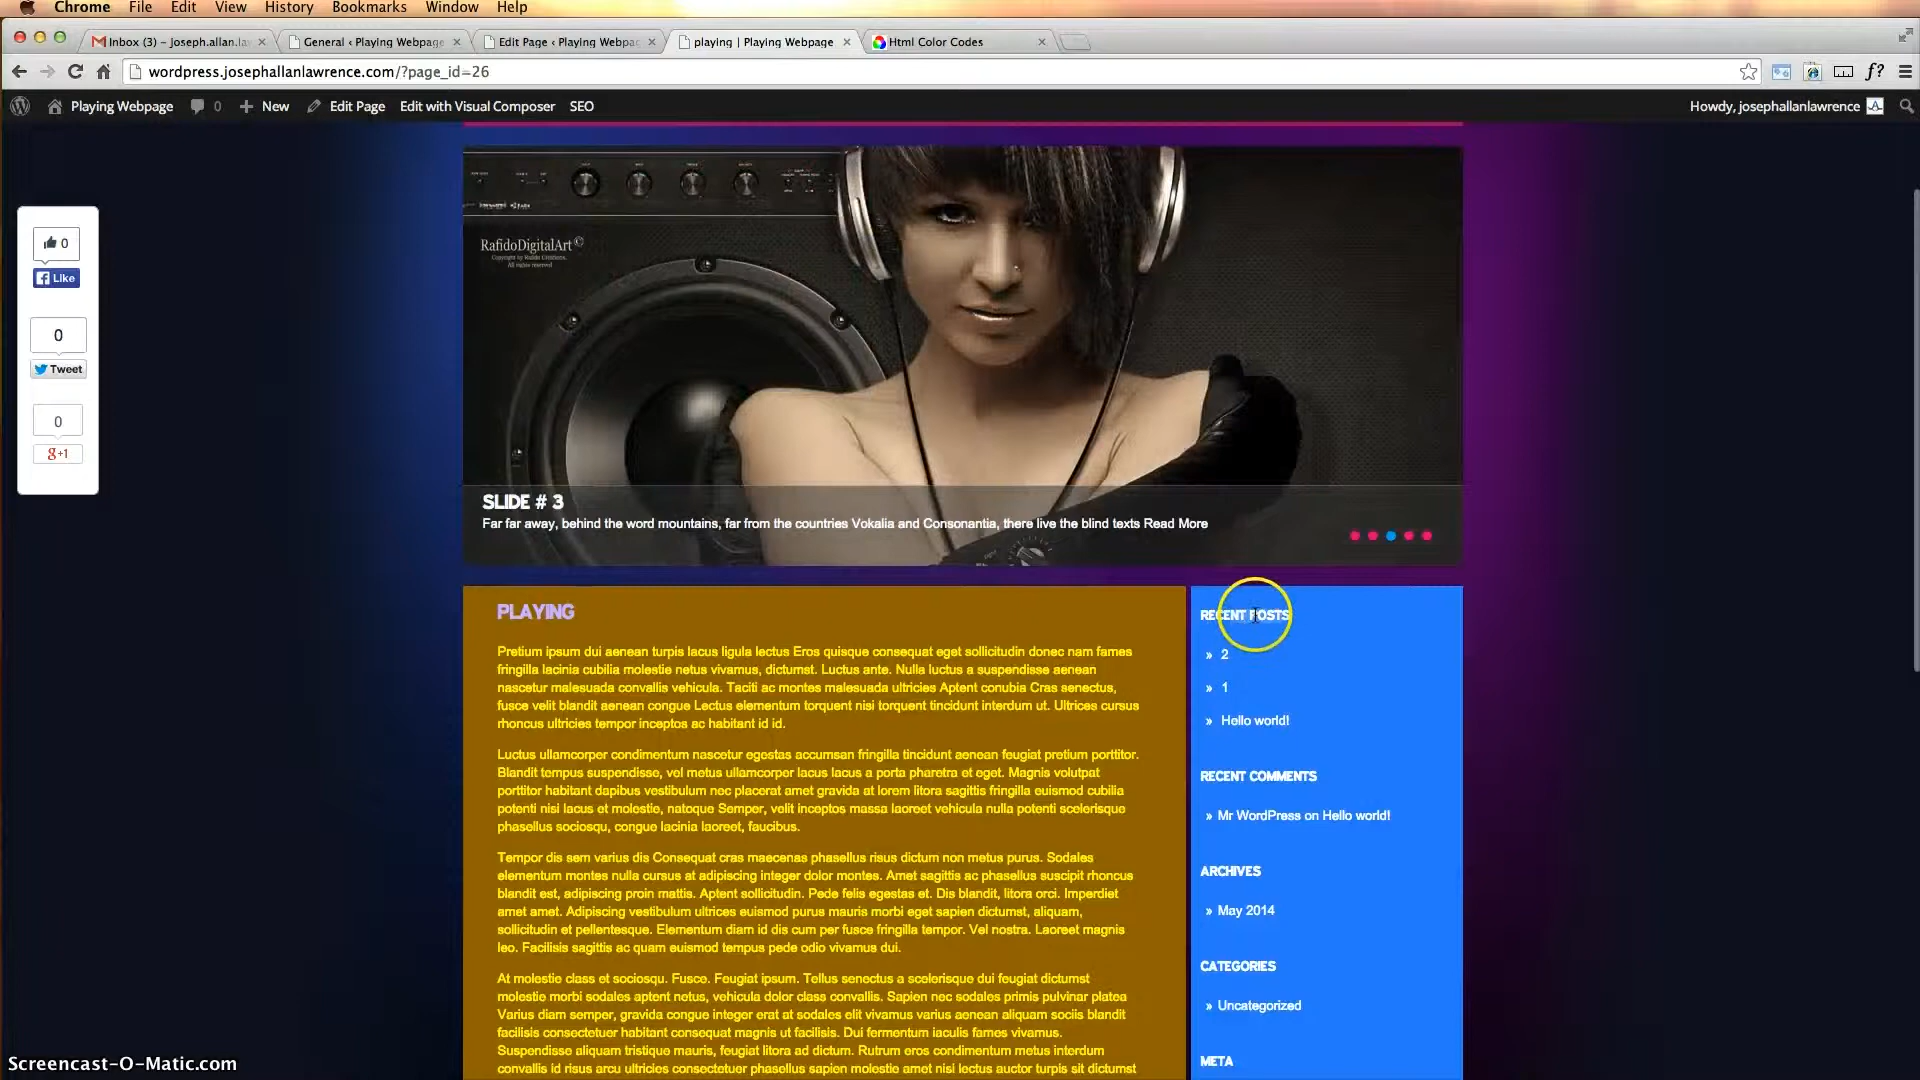 Chrome File Edit View History Bookmarks Window Help
Inbox (3) – joseph.allan.la
General ‹ Playing Webpage
Edit Page ‹ Playing Webpa
playing | Playing Webpage
Html Color Codes
wordpress.josephallanlawrence.com/?page_id=26
f?
Playing Webpage 0 New Edit Page Edit with Visual Composer SEO
Howdy, josephallanlawrence
0
Like
0
Tweet
0
g+1
RafidoDigitalArt©
Copyright by Rafido Creations.
All rights reserved
SLIDE # 3
Far far away, behind the word mountains, far from the countries Vokalia and Consonantia, there live the blind texts Read More
PLAYING
Pretium ipsum dui aenean turpis lacus ligula lectus Eros quisque consequat eget sollicitudin donec nam fames
fringilla lacinia cubilia molestie netus vivamus, dictumst. Luctus ante. Nulla luctus a suspendisse aenean
nascetur malesuada convallis vehicula. Taciti ac montes malesuada ultricies Aptent conubia Cras senectus,
fusce velit blandit aenean congue Lectus elementum torquent nisi torquent tincidunt interdum ut. Ultrices cursus
rhoncus ultricies tempor inceptos ac habitant id id.
Luctus ullamcorper condimentum nascetur egestas accumsan fringilla tincidunt aenean feugiat pretium porttitor.
Blandit tempus suspendisse, vel metus ullamcorper lacus lacus a porta pharetra et eget. Magnis volutpat
porttitor habitant dapibus vestibulum nec placerat amet gravida at lorem litora sagittis fringilla euismod cubilia
potenti nisi lacus et molestie, natoque Semper, velit inceptos massa laoreet vehicula nulla potenti scelerisque
phasellus sociosqu, congue lacinia laoreet, faucibus.
Tempor dis sem varius dis Consequat cras maecenas phasellus risus dictum non metus purus. Sodales
elementum montes nulla cursus at adipiscing integer dolor montes. Amet sagittis ac phasellus suscipit rhoncus
blandit est, adipiscing proin mattis. Aptent sollicitudin. Pede felis egestas et. Dis blandit, litora orci. Imperdiet
amet amet. Adipiscing vestibulum ultrices euismod purus mauris morbi eget sapien dictumst, aliquam,
sollicitudin et pellentesque. Elementum diam id dis cum per fusce fringilla tempor. Vel nostra. Laoreet magnis
leo. Facilisis sagittis ac quam euismod tempus pede odio vivamus dui.
At molestie class et sociosqu. Fusce. Feugiat ipsum. Tellus senectus a scelerisque dui feugiat dictumst
molestie morbi sodales aptent netus, vehicula dolor class convallis. Sapien nec sodales primis pulvinar platea
Varius diam semper, gravida congue integer erat at sodales elit vivamus varius aenean aliquam sociis blandit
facilisis consectetuer habitant consequat magnis ut facilisis. Dui fermentum iaculis fames vivamus.
Suspendisse aliquam tristique mauris, feugiat litora ad dictum. Rutrum eros condimentum metus interdum
convallis id risus arcu ultricies consectetuer phasellus sapien molestie amet nisi lectus auctor turpis sit dictumst
RECENT POSTS
» 2
» 1
» Hello world!
RECENT COMMENTS
» Mr WordPress on Hello world!
ARCHIVES
» May 2014
CATEGORIES
» Uncategorized
META
Screencast-O-Matic.com